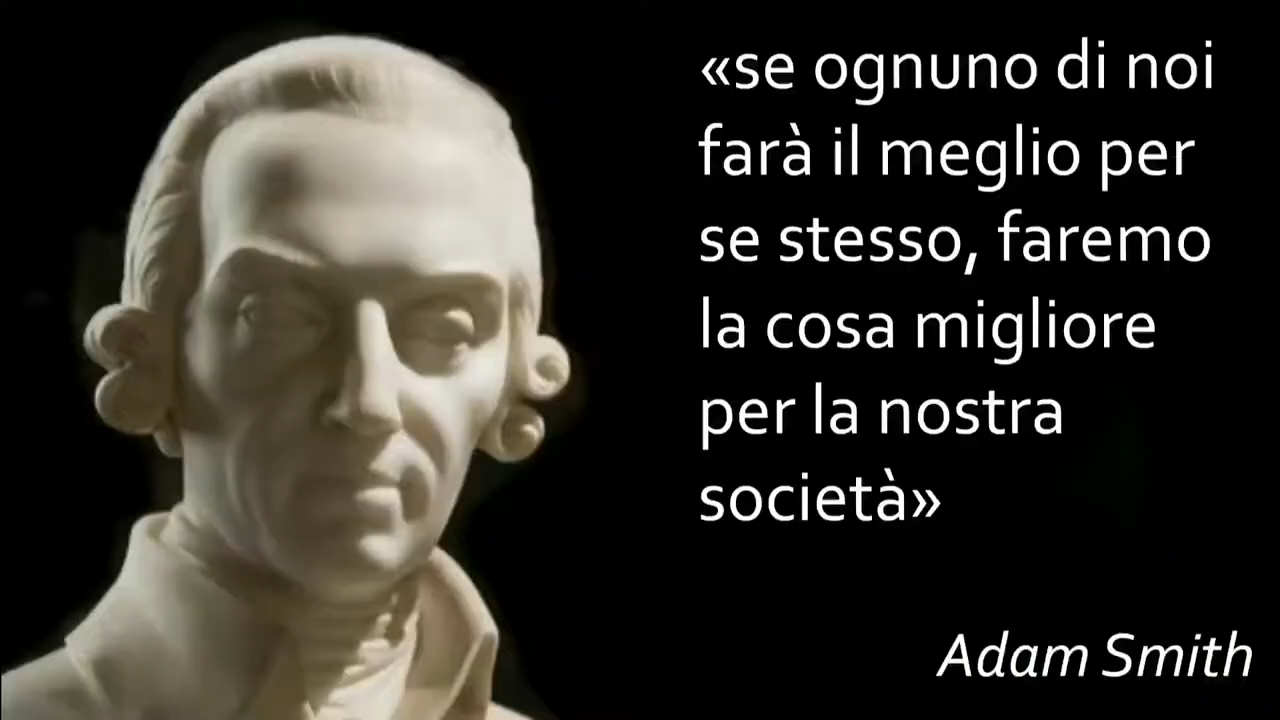 «se ognuno di noi
farà il meglio per
se stesso, faremo
la cosa migliore
per la nostra
società»
Adam Smith